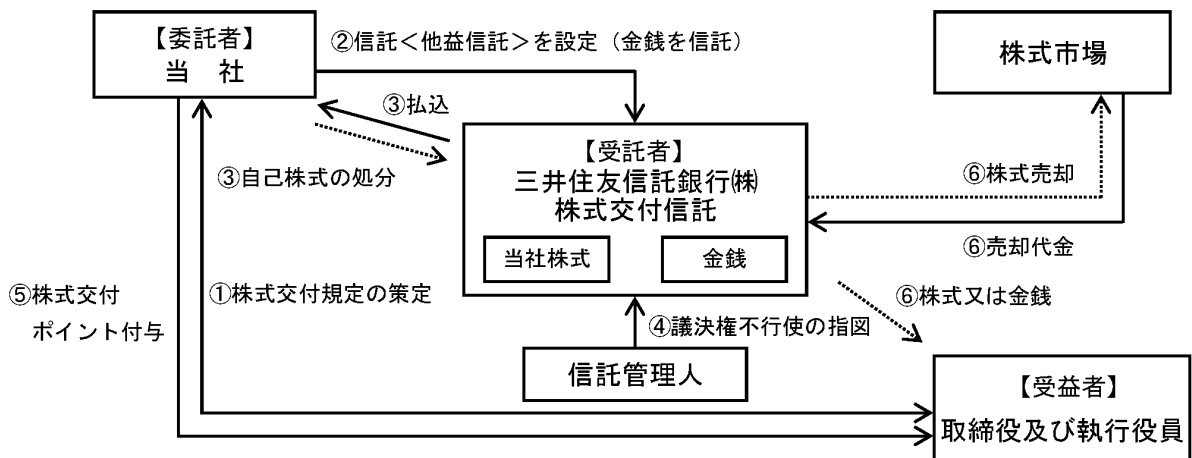 【委託者】
当　社
②信託＜他益信託＞を設定（金銭を信託）
株式市場
③払込
③自己株式の処分
【受託者】
三井住友信託銀行㈱
株式交付信託
当社株式
金銭
⑥株式売却
⑥売却代金
⑤株式交付
ポイント付与
①株式交付規定の策定
④議決権不行使の指図
⑥株式又は金銭
信託管理人
【受益者】
取締役及び執行役員